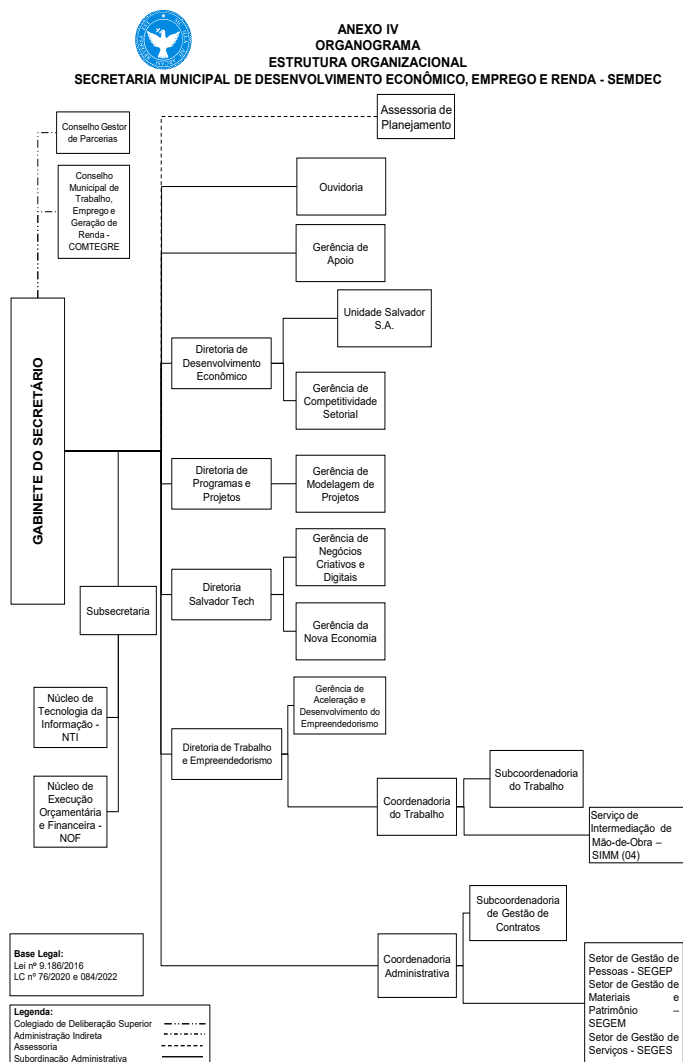 ANEXO IV
ORGANOGRAMA
ESTRUTURA ORGANIZACIONAL
SECRETARIA MUNICIPAL DE DESENVOLVIMENTO ECONÔMICO, EMPREGO E RENDA - SEMDEC
Assessoria de
Planejamento
Conselho Gestor
de Parcerias
Conselho
Municipal de
Trabalho,
Emprego e
Geração de
Renda -
COMTEGRE
Ouvidoria
Gerência de
Apoio
GABINETE DO SECRETÁRIO
Unidade Salvador
S.A.
Diretoria de
Desenvolvimento
Econômico
Gerência de
Competitividade
Setorial
Diretoria de
Programas e
Projetos
Gerência de
Modelagem de
Projetos
Gerência de
Negócios
Criativos e
Digitais
Diretoria
Salvador Tech
Subsecretaria
Gerência da
Nova Economia
Gerência de
Aceleração e
Desenvolvimento do
Empreendedorismo
Núcleo de
Tecnologia da
Informação -
NTI
Diretoria de Trabalho
e Empreendedorismo
Subcoordenadoria
do Trabalho
Núcleo de
Execução
Orçamentária
e Financeira -
NOF
Coordenadoria
do Trabalho
Serviço de
Intermediação de
Mão-de-Obra –
SIMM (04)
Subcoordenadoria
de Gestão de
Contratos
Coordenadoria
Administrativa
Setor de Gestão de
Pessoas - SEGEP
Setor de Gestão de
Materiais e
Patrimônio –
SEGEM
Setor de Gestão de
Serviços - SEGES
Base Legal:
Lei nº 9.186/2016
LC nº 76/2020 e 084/2022
Legenda:
Colegiado de Deliberação Superior
Administração Indireta
Assessoria
Subordinação Administrativa